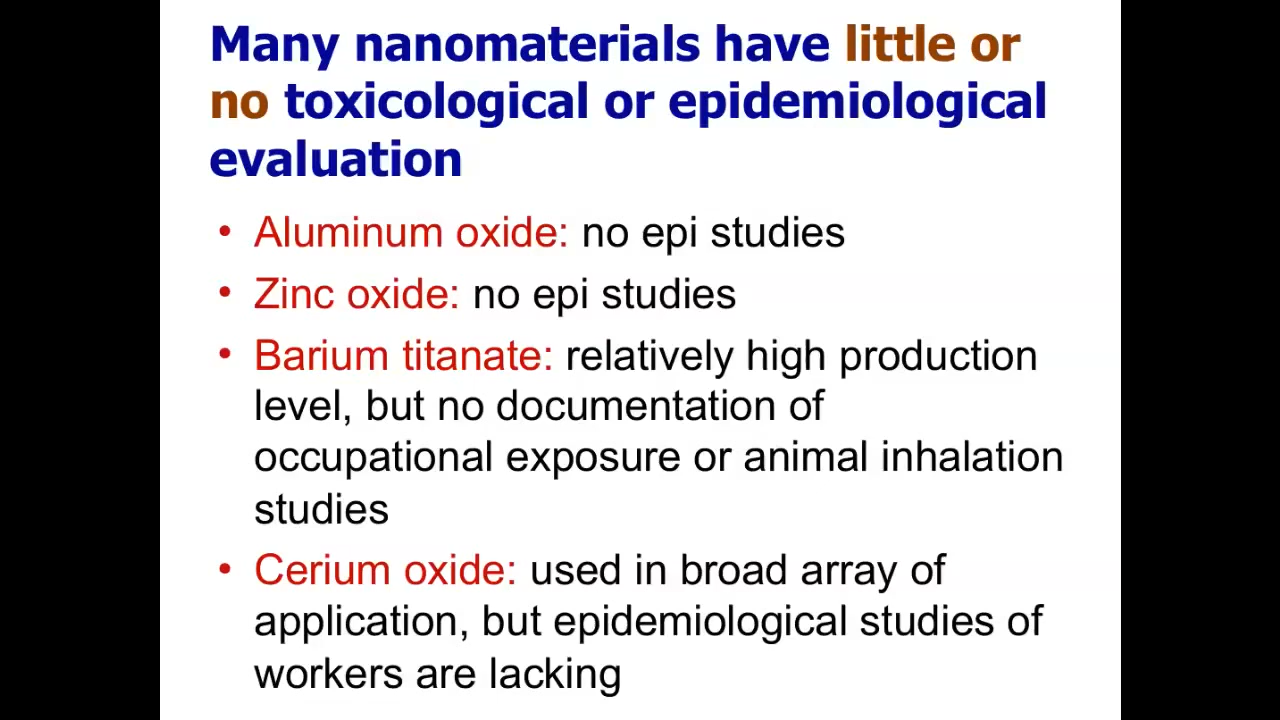 Many nanomaterials have little or
no toxicological or epidemiological
evaluation
• Aluminum oxide: no epi studies
• Zinc oxide: no epi studies
• Barium titanate: relatively high production
level, but no documentation of
occupational exposure or animal inhalation
studies
• Cerium oxide: used in broad array of
application, but epidemiological studies of
workers are lacking